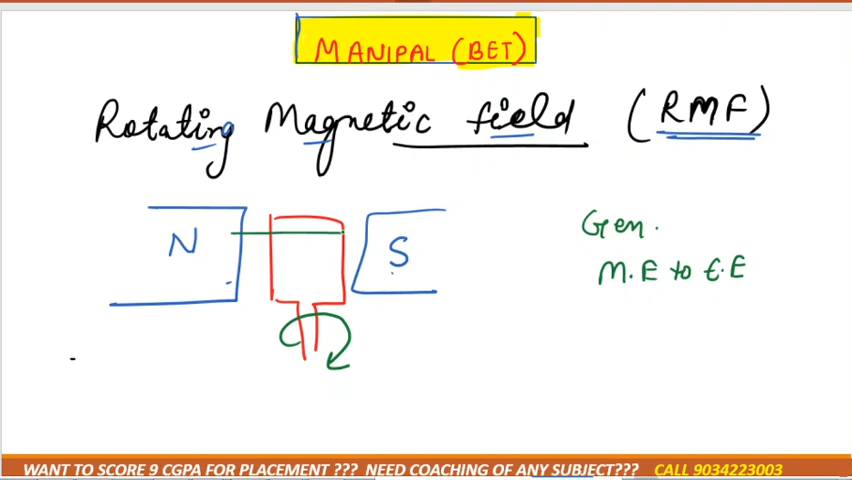 MANIPAL (BET)
Rotating Magnetic field (RMF)
N S
Gen.
M.E to E.E
WANT TO SCORE 9 CGPA FOR PLACEMENT ??? NEED COACHING OF ANY SUBJECT??? CALL 9034223003